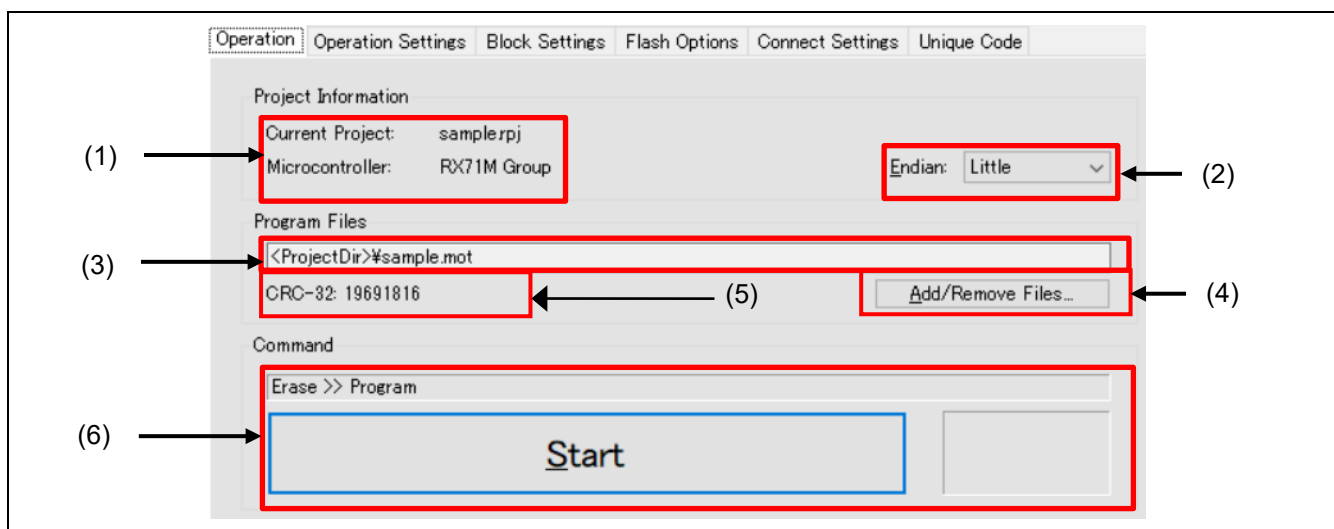 Operation Operation Settings Block Settings Flash Options Connect Settings Unique Code
Project Information
(1)
Current Project: sample.rpj
Microcontroller: RX71M Group
Endian: Little
(2)
Program Files
(3)
<ProjectDir>¥sample.mot
CRC-32: 19691816
(5)
Add/Remove Files...
(4)
Command
Erase >> Program
(6)
Start